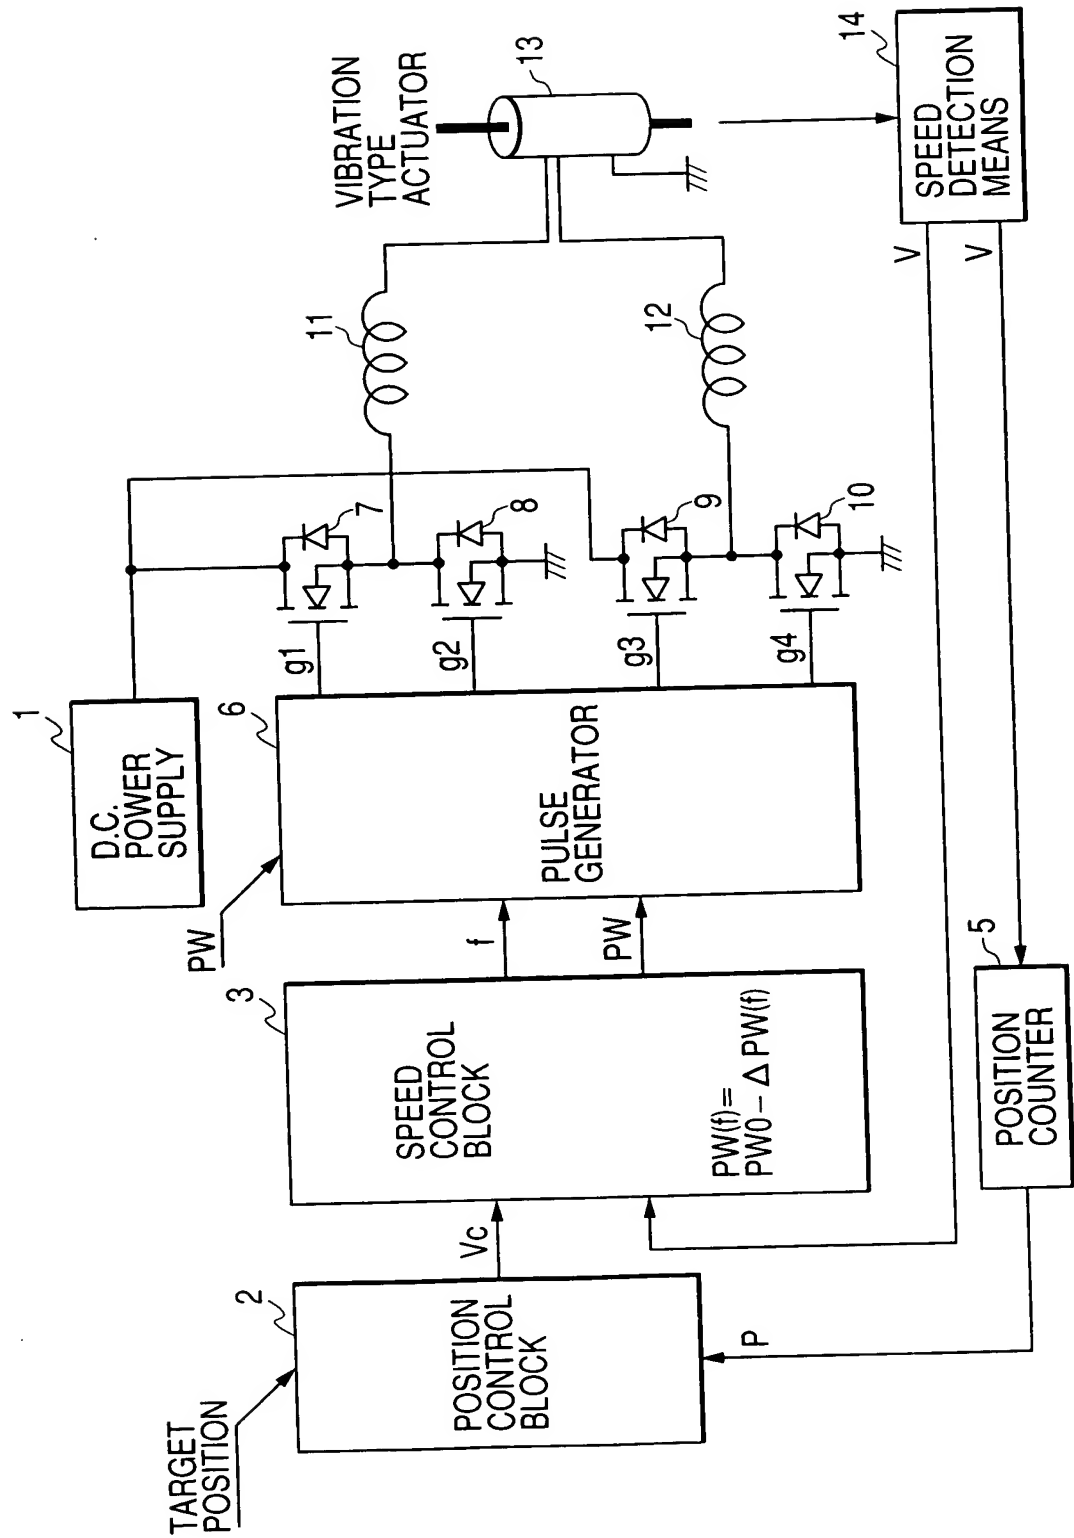 TARGET
POSITION
2
POSITION
CONTROL
BLOCK
Vc
P
3
SPEED
CONTROL
BLOCK
PW(f)=
PW0-ΔPW(f)
f
PW
PW
6
PULSE
GENERATOR
1
D.C.
POWER
SUPPLY
g1
g2
g3
g4
7
8
9
10
11
12
VIBRATION
TYPE
ACTUATOR
13
14
SPEED
DETECTION
MEANS
V
V
5
POSITION
COUNTER